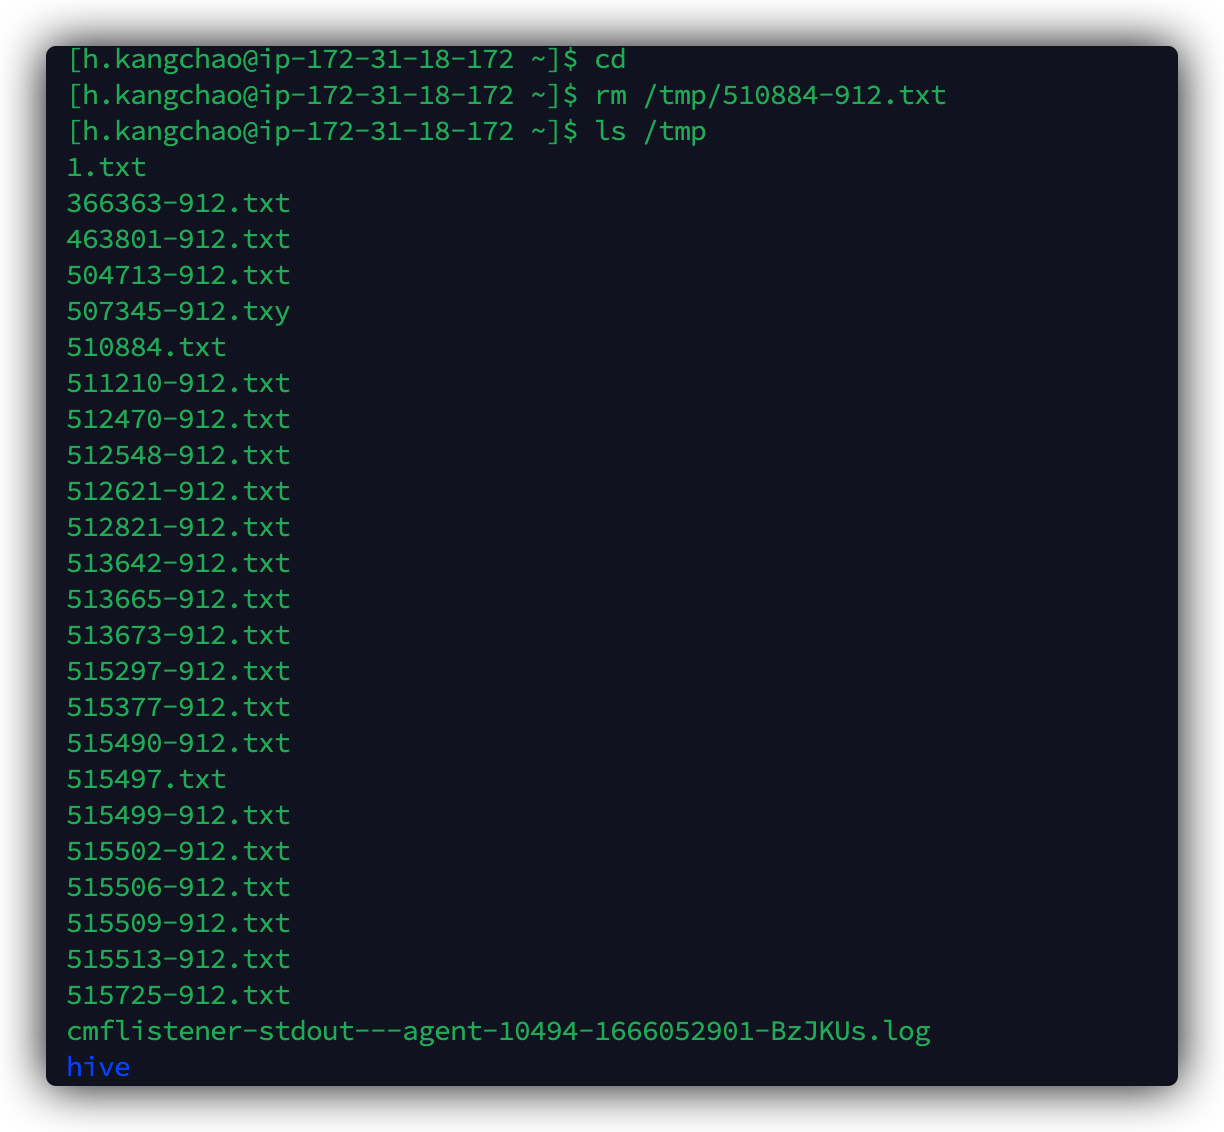 [h.kangchao@ip-172-31-18-172 ~]$ cd
[h.kangchao@ip-172-31-18-172 ~]$ rm /tmp/510884-912.txt
[h.kangchao@ip-172-31-18-172 ~]$ ls /tmp
1.txt
366363-912.txt
463801-912.txt
504713-912.txt
507345-912.txy
510884.txt
511210-912.txt
512470-912.txt
512548-912.txt
512621-912.txt
512821-912.txt
513642-912.txt
513665-912.txt
513673-912.txt
515297-912.txt
515377-912.txt
515490-912.txt
515497.txt
515499-912.txt
515502-912.txt
515506-912.txt
515509-912.txt
515513-912.txt
515725-912.txt
cmflistener-stdout---agent-10494-1666052901-BzJKUs.log
hive